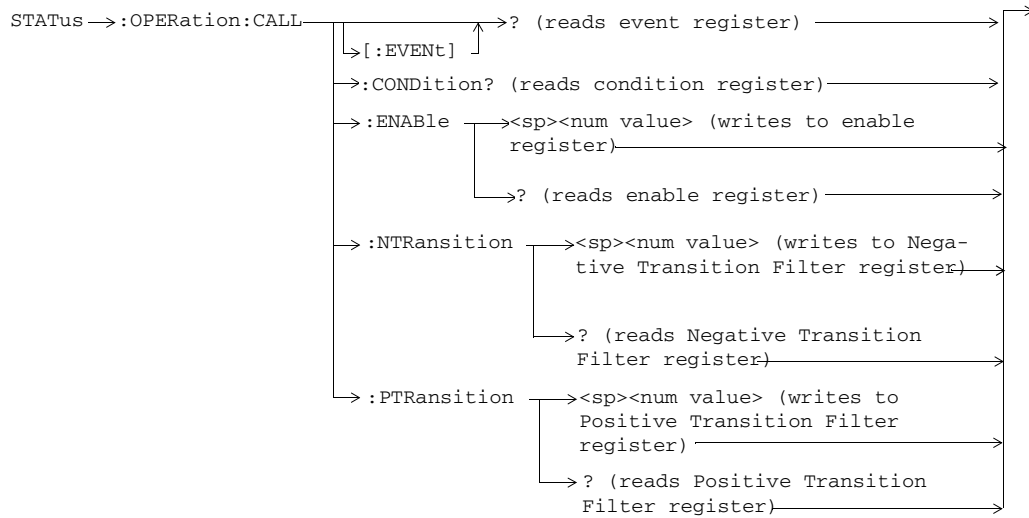 STATus :OPERation:CALL ? (reads event register)
[:EVENt]
:CONDition? (reads condition register)
:ENABle <sp><num value> (writes to enable
register)
? (reads enable register)
:NTRansition <sp><num value> (writes to Nega-
tive Transition Filter register)
? (reads Negative Transition
Filter register)
:PTRansition <sp><num value> (writes to
Positive Transition Filter
register)
? (reads Positive Transition
Filter register)